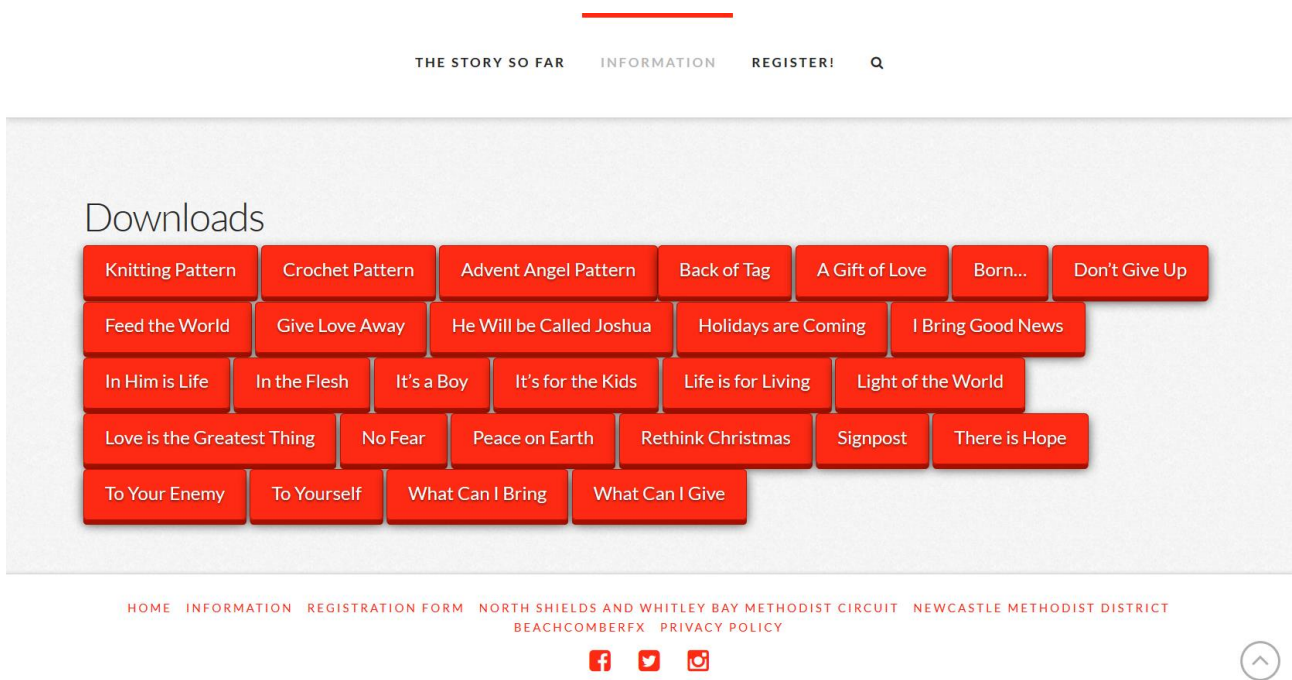 THE STORY SO FAR INFORMATION REGISTER!
Downloads
Knitting Pattern Crochet Pattern Advent Angel Pattern Back of Tag A Gift of Love Born... Don't Give Up
Feed the World Give Love Away He Will be Called Joshua Holidays are Coming I Bring Good News
In Him is Life In the Flesh It's a Boy It's for the Kids Life is for Living Light of the World
Love is the Greatest Thing No Fear Peace on Earth Rethink Christmas Signpost There is Hope
To Your Enemy To Yourself What Can I Bring What Can I Give
HOME INFORMATION REGISTRATION FORM NORTH SHIELDS AND WHITLEY BAY METHODIST CIRCUIT NEWCASTLE METHODIST DISTRICT
BEACHCOMBERFX PRIVACY POLICY